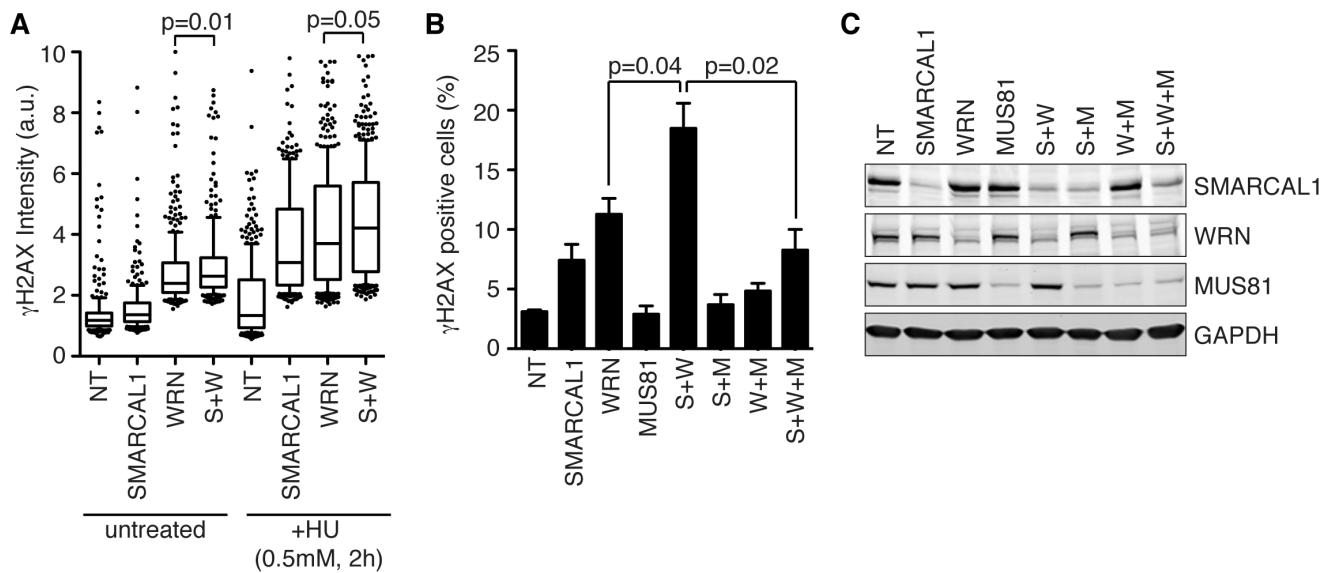 A
p=0.01
p=0.05
γH2AX Intensity (a.u.)
10
8
6
4
2
0
NT
SMARCAL1
WRN
S+W
NT
SMARCAL1
WRN
S+W
untreated
+HU
(0.5mM, 2h)
B
p=0.04
p=0.02
γH2AX positive cells (%)
25
20
15
10
5
0
NT
SMARCAL1
WRN
MUS81
S+W
S+M
W+M
S+W+M
C
NT
SMARCAL1
WRN
MUS81
S+W
S+M
W+M
S+W+M
SMARCAL1
WRN
MUS81
GAPDH